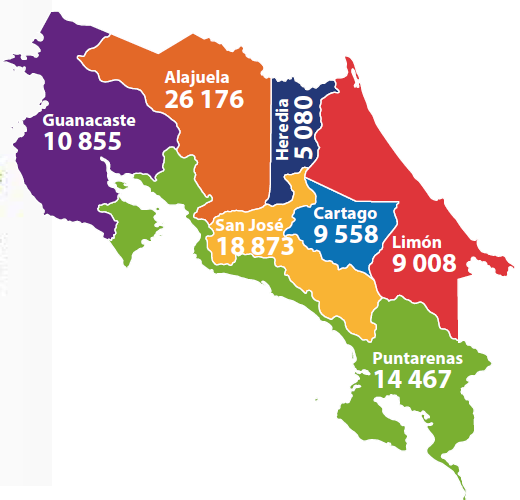 Alajuela
26 176
Guanacaste
10 855
Heredia
5 080
San José
18 873
Cartago
9 558
Limón
9 008
Puntarenas
14 467